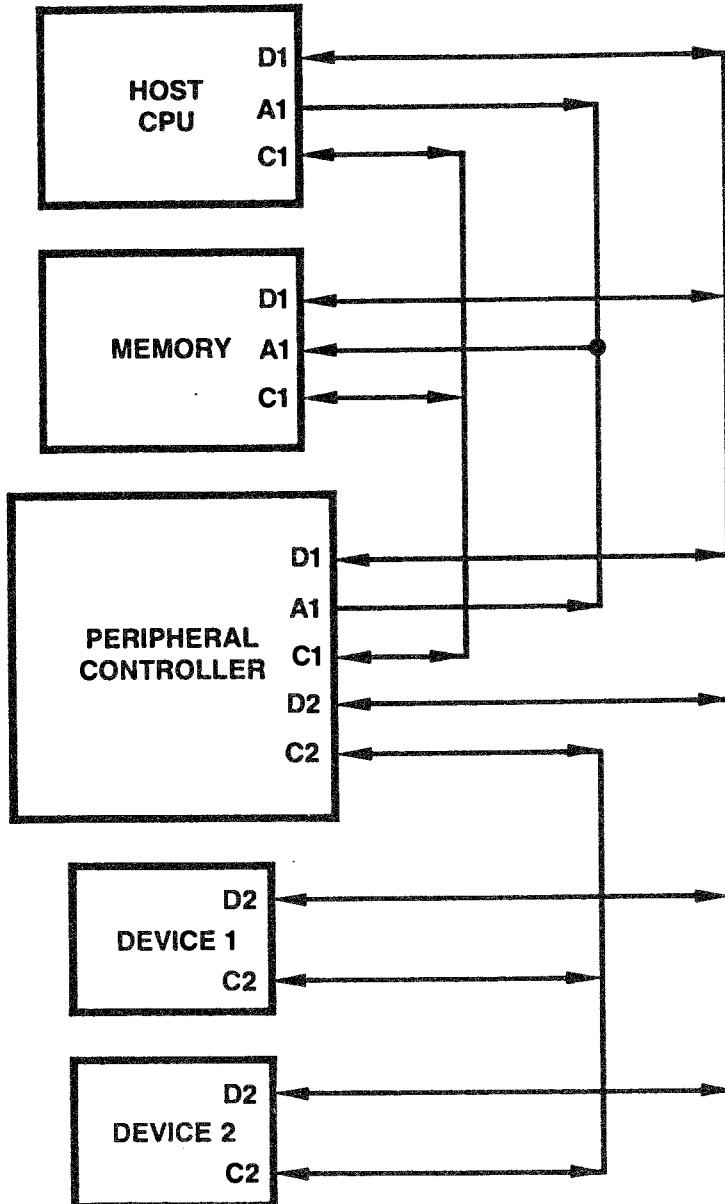 HOST
CPU
D1
A1
C1
MEMORY
D1
A1
C1
PERIPHERAL
CONTROLLER
D1
A1
C1
D2
C2
DEVICE 1
D2
C2
DEVICE 2
D2
C2